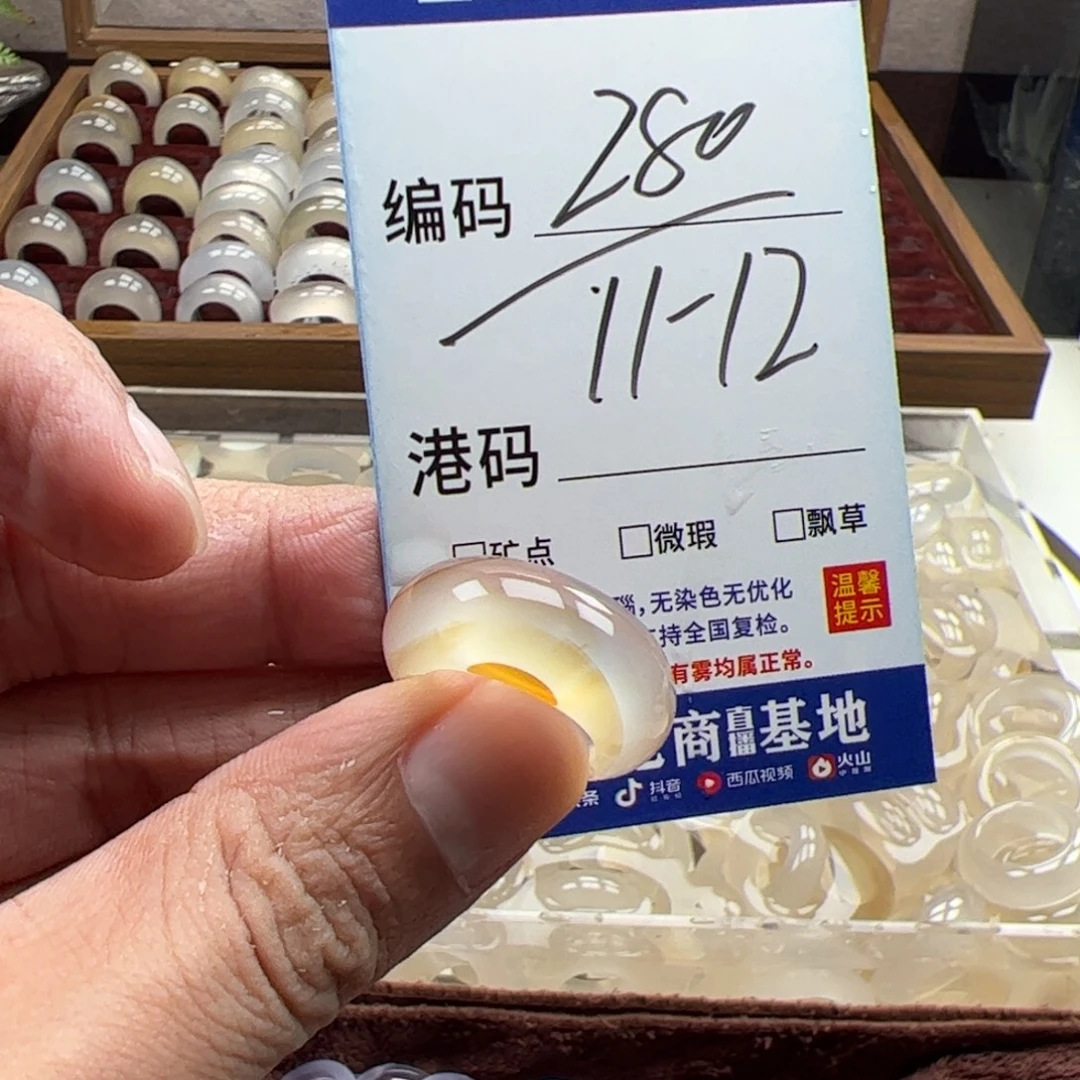 编码 280
11-12
港码
□矿点 □微瑕 □飘草
,无染色无优化
持全国复检。
温馨提示
有雾均属正常。
商直播基地
抖音 西瓜视频 火山